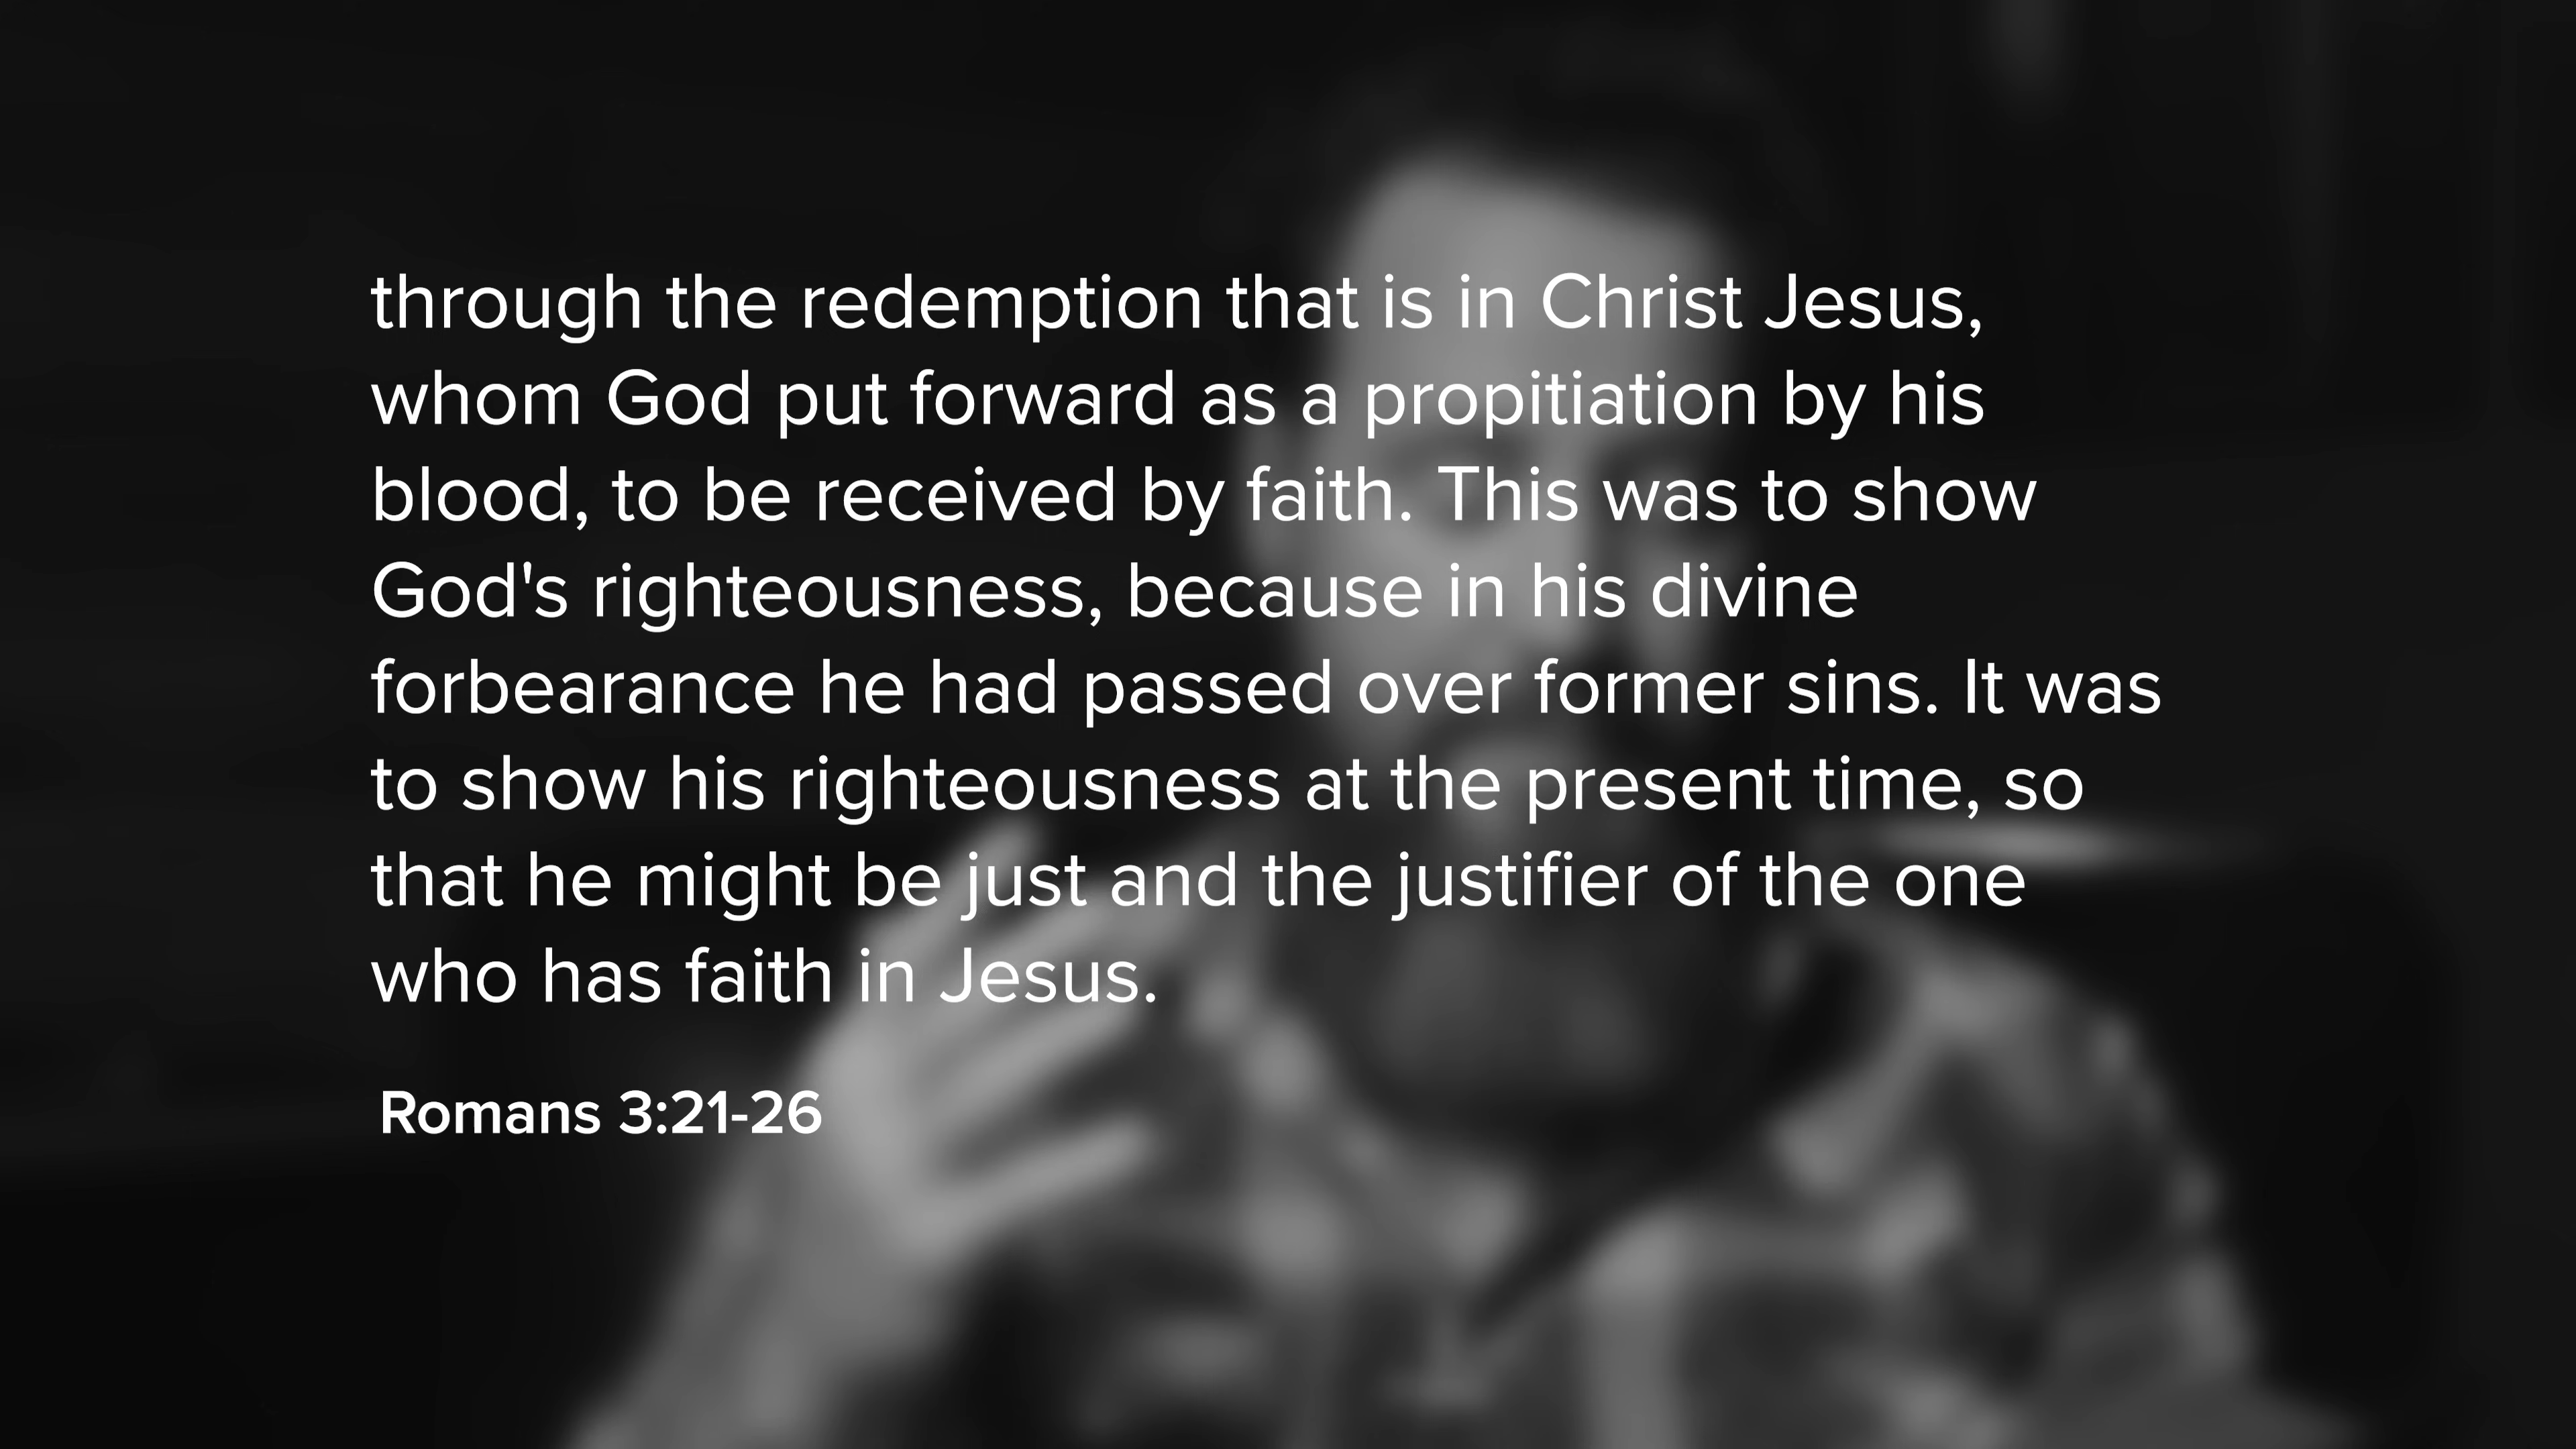 through the redemption that is in Christ Jesus,
whom God put forward as a propitiation by his
blood, to be received by faith. This was to show
God's righteousness, because in his divine
forbearance he had passed over former sins. It was
to show his righteousness at the present time, so
that he might be just and the justifier of the one
who has faith in Jesus.
Romans 3:21-26